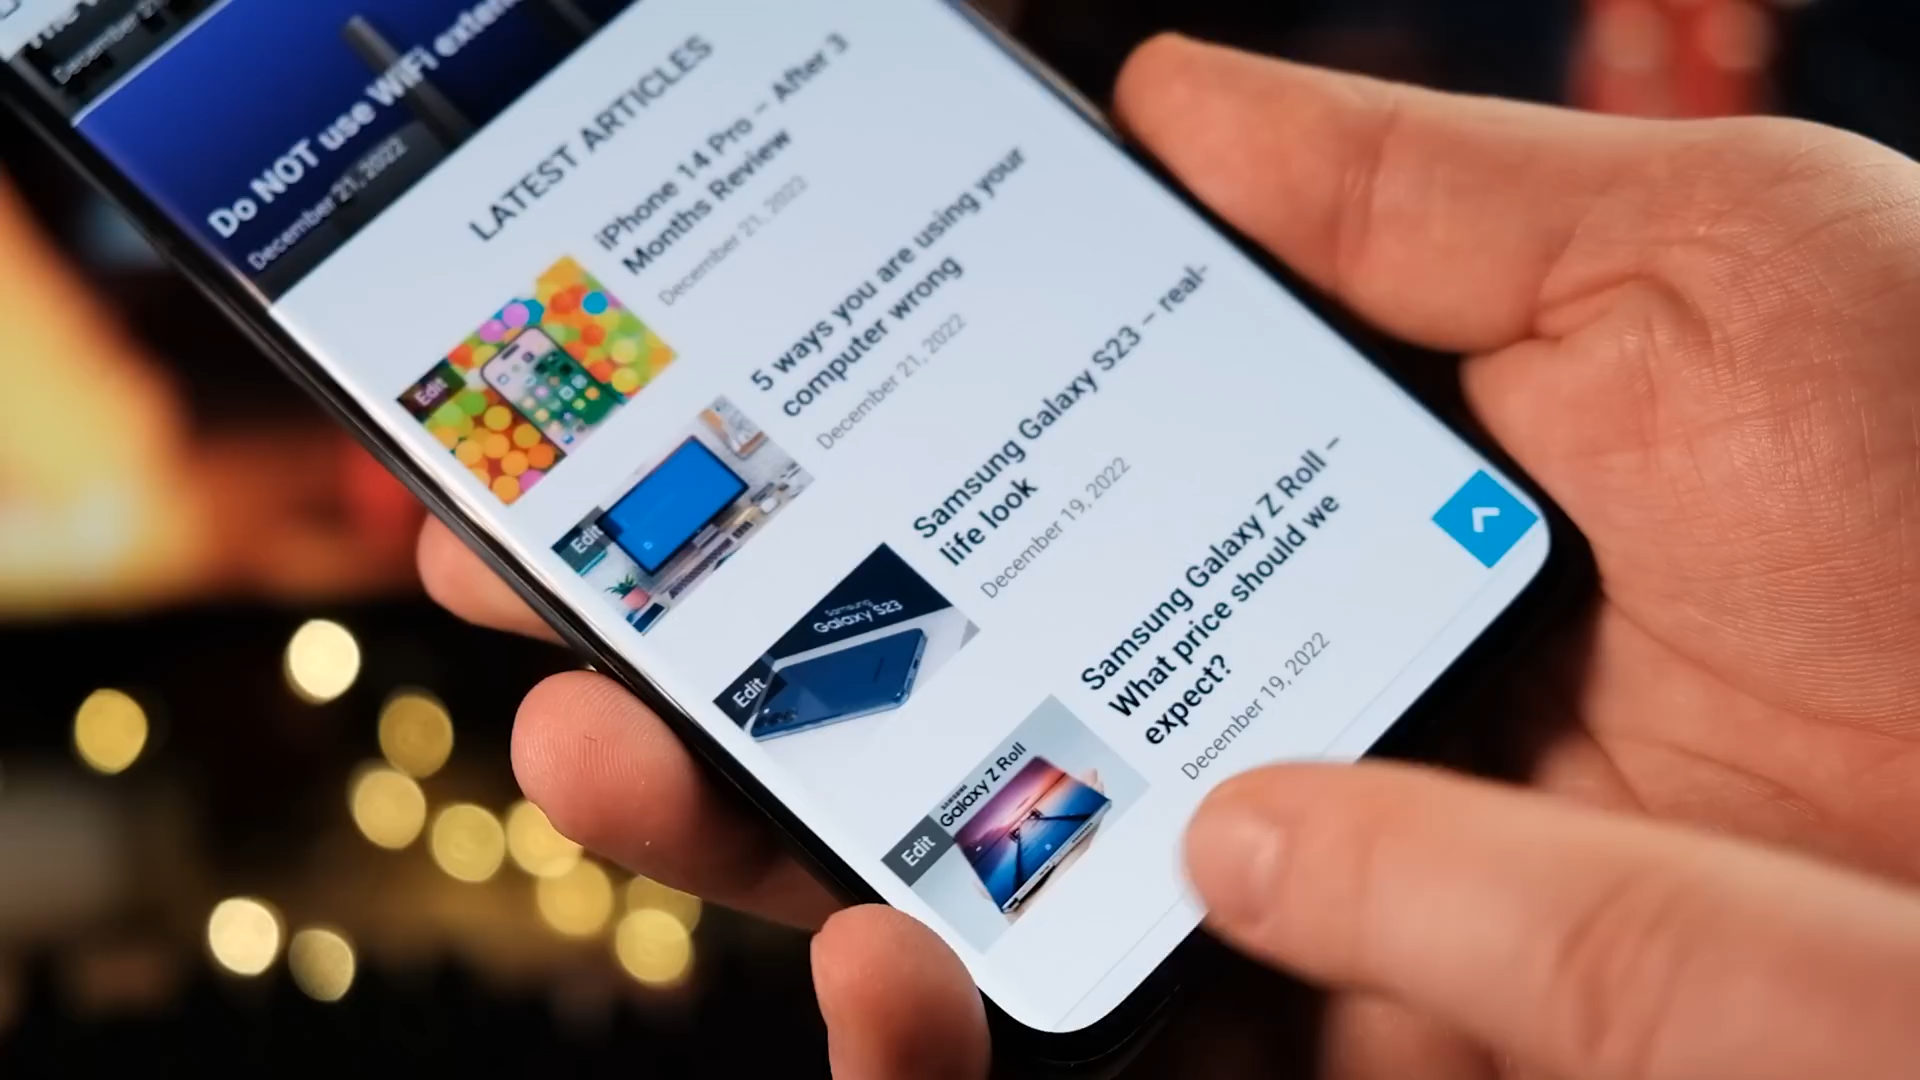 December 21
Do NOT use WiFi exten
December 21, 2022
LATEST ARTICLES
iPhone 14 Pro – After 3
Months Review
December 21, 2022
Edit
5 ways you are using your
computer wrong
December 21, 2022
Edit
Samsung Galaxy S23 – real-
life look
December 19, 2022
Samsung
Galaxy S23
Edit
Samsung Galaxy Z Roll –
What price should we
expect?
December 19, 2022
SAMSUNG
Galaxy Z Roll
Edit